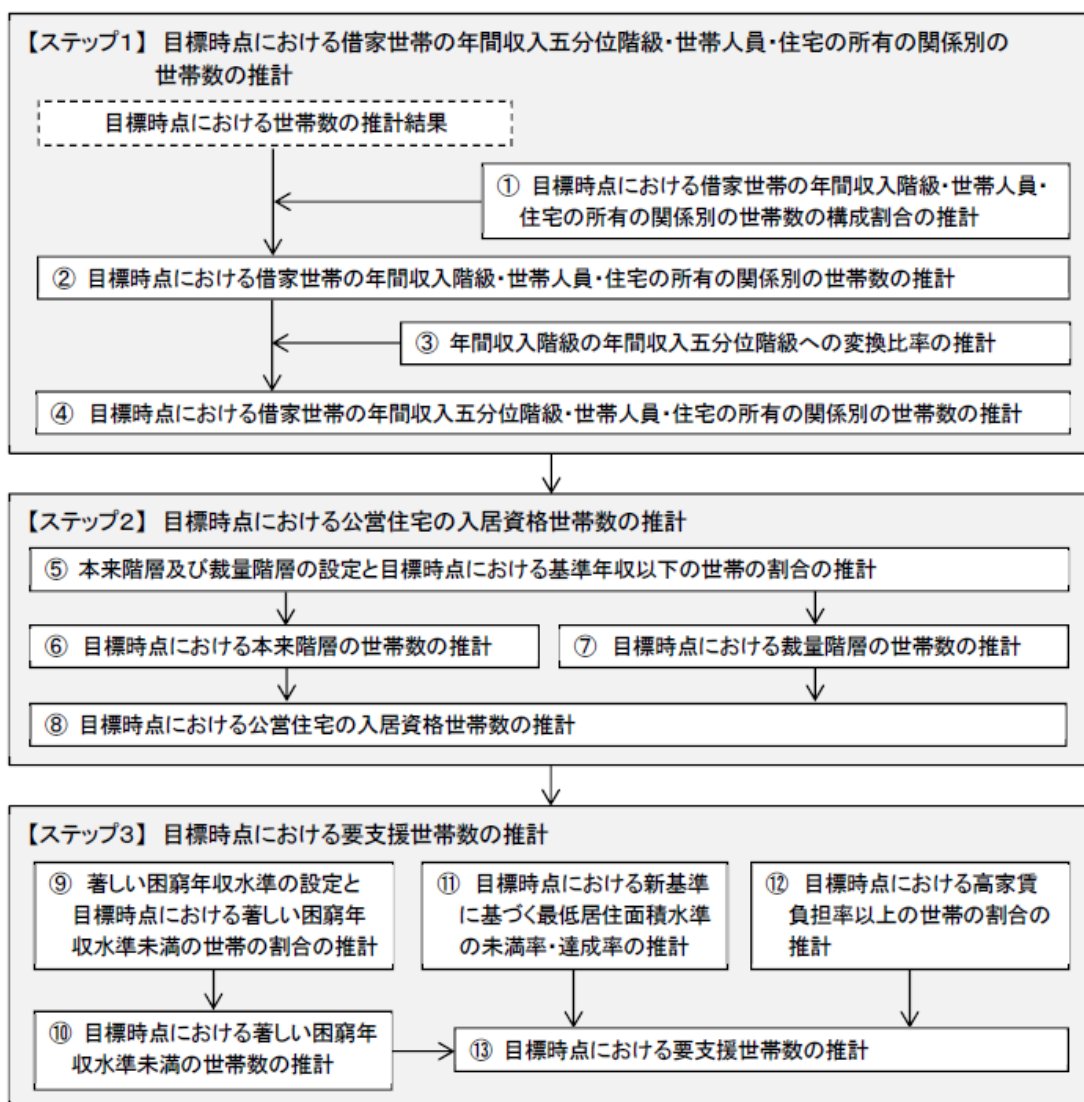 【ステップ1】 目標時点における借家世帯の年間収入五分位階級・世帯人員・住宅の所有の関係別の
世帯数の推計
目標時点における世帯数の推計結果
① 目標時点における借家世帯の年間収入階級・世帯人員・
住宅の所有の関係別の世帯数の構成割合の推計
② 目標時点における借家世帯の年間収入階級・世帯人員・住宅の所有の関係別の世帯数の推計
③ 年間収入階級の年間収入五分位階級への変換比率の推計
④ 目標時点における借家世帯の年間収入五分位階級・世帯人員・住宅の所有の関係別の世帯数の推計
【ステップ2】 目標時点における公営住宅の入居資格世帯数の推計
⑤ 本来階層及び裁量階層の設定と目標時点における基準年収以下の世帯の割合の推計
⑥ 目標時点における本来階層の世帯数の推計
⑦ 目標時点における裁量階層の世帯数の推計
⑧ 目標時点における公営住宅の入居資格世帯数の推計
【ステップ3】 目標時点における要支援世帯数の推計
⑨ 著しい困窮年収水準の設定と
目標時点における著しい困窮年
収水準未満の世帯の割合の推計
⑪ 目標時点における新基準
に基づく最低居住面積水準
の未満率・達成率の推計
⑫ 目標時点における高家賃
負担率以上の世帯の割合の
推計
⑩ 目標時点における著しい困窮年
収水準未満の世帯数の推計
⑬ 目標時点における要支援世帯数の推計